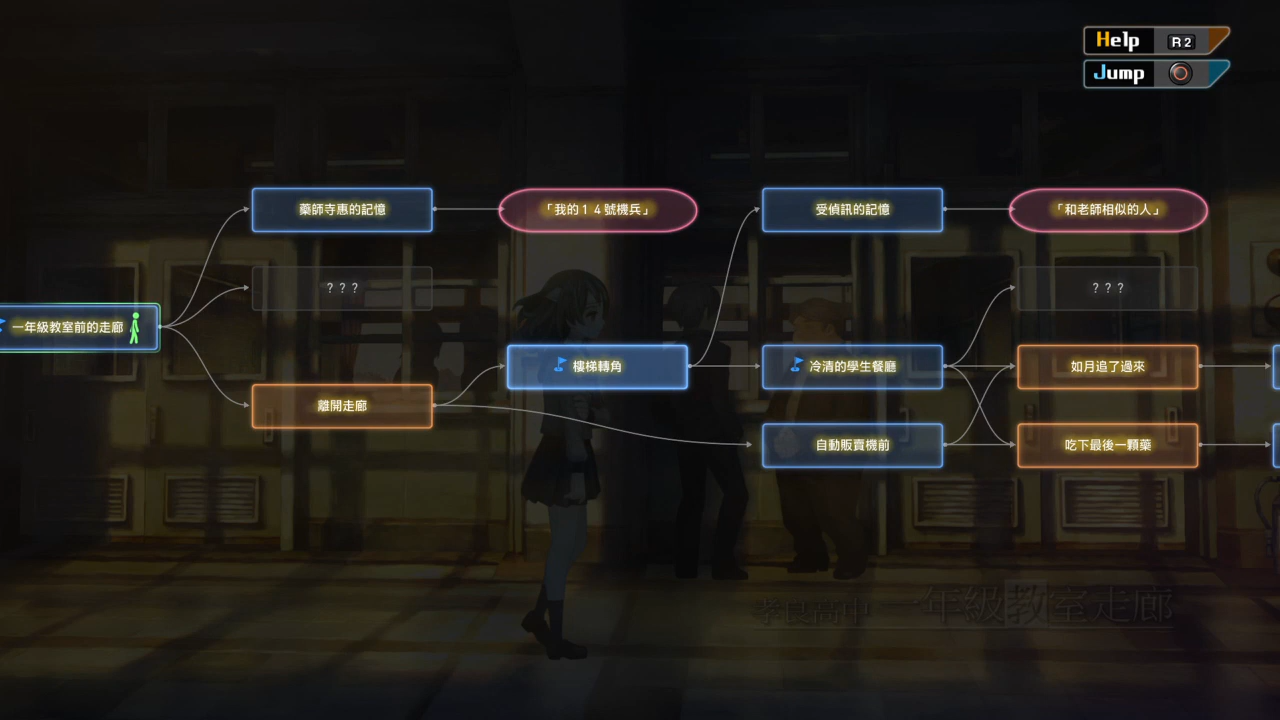 Help R2
Jump
藥師寺惠的記憶
「我的１４號機兵」
受偵訊的記憶
「和老師相似的人」
？？？
？？？
一年級教室前的走廊
樓梯轉角
冷清的學生餐廳
如月追了過來
離開走廊
自動販賣機前
吃下最後一顆藥
孝良高中 一年級教室走廊